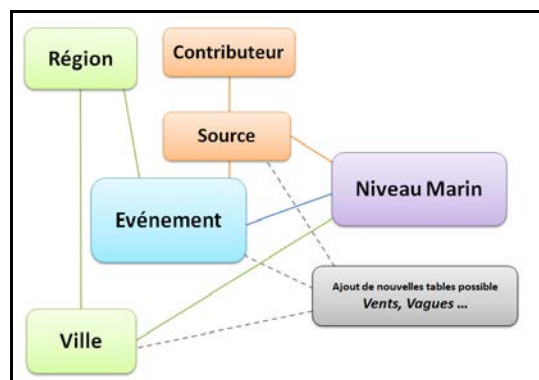 Région
Contributeur
Source
Niveau Marin
Evénement
Ajout de nouvelles tables possible
Vents, Vagues ...
Ville